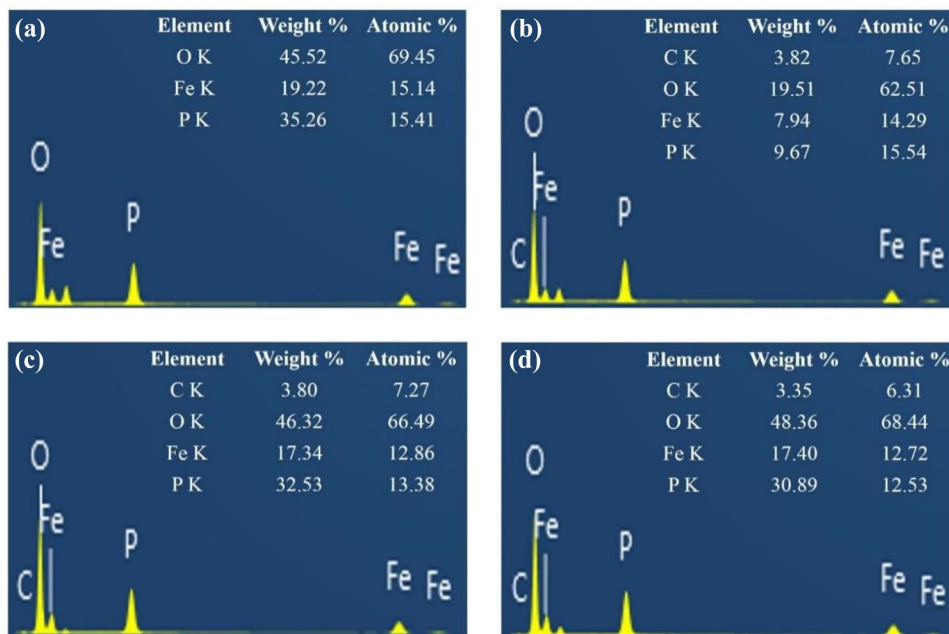 (a)
Element Weight % Atomic %
O K 45.52 69.45
Fe K 19.22 15.14
P K 35.26 15.41
O
Fe
P
Fe
Fe
(b)
Element Weight % Atomic %
C K 3.82 7.65
O K 19.51 62.51
Fe K 7.94 14.29
P K 9.67 15.54
O
Fe
C
P
Fe
Fe
(c)
Element Weight % Atomic %
C K 3.80 7.27
O K 46.32 66.49
Fe K 17.34 12.86
P K 32.53 13.38
O
Fe
C
P
Fe
Fe
(d)
Element Weight % Atomic %
C K 3.35 6.31
O K 48.36 68.44
Fe K 17.40 12.72
P K 30.89 12.53
O
Fe
C
P
Fe
Fe